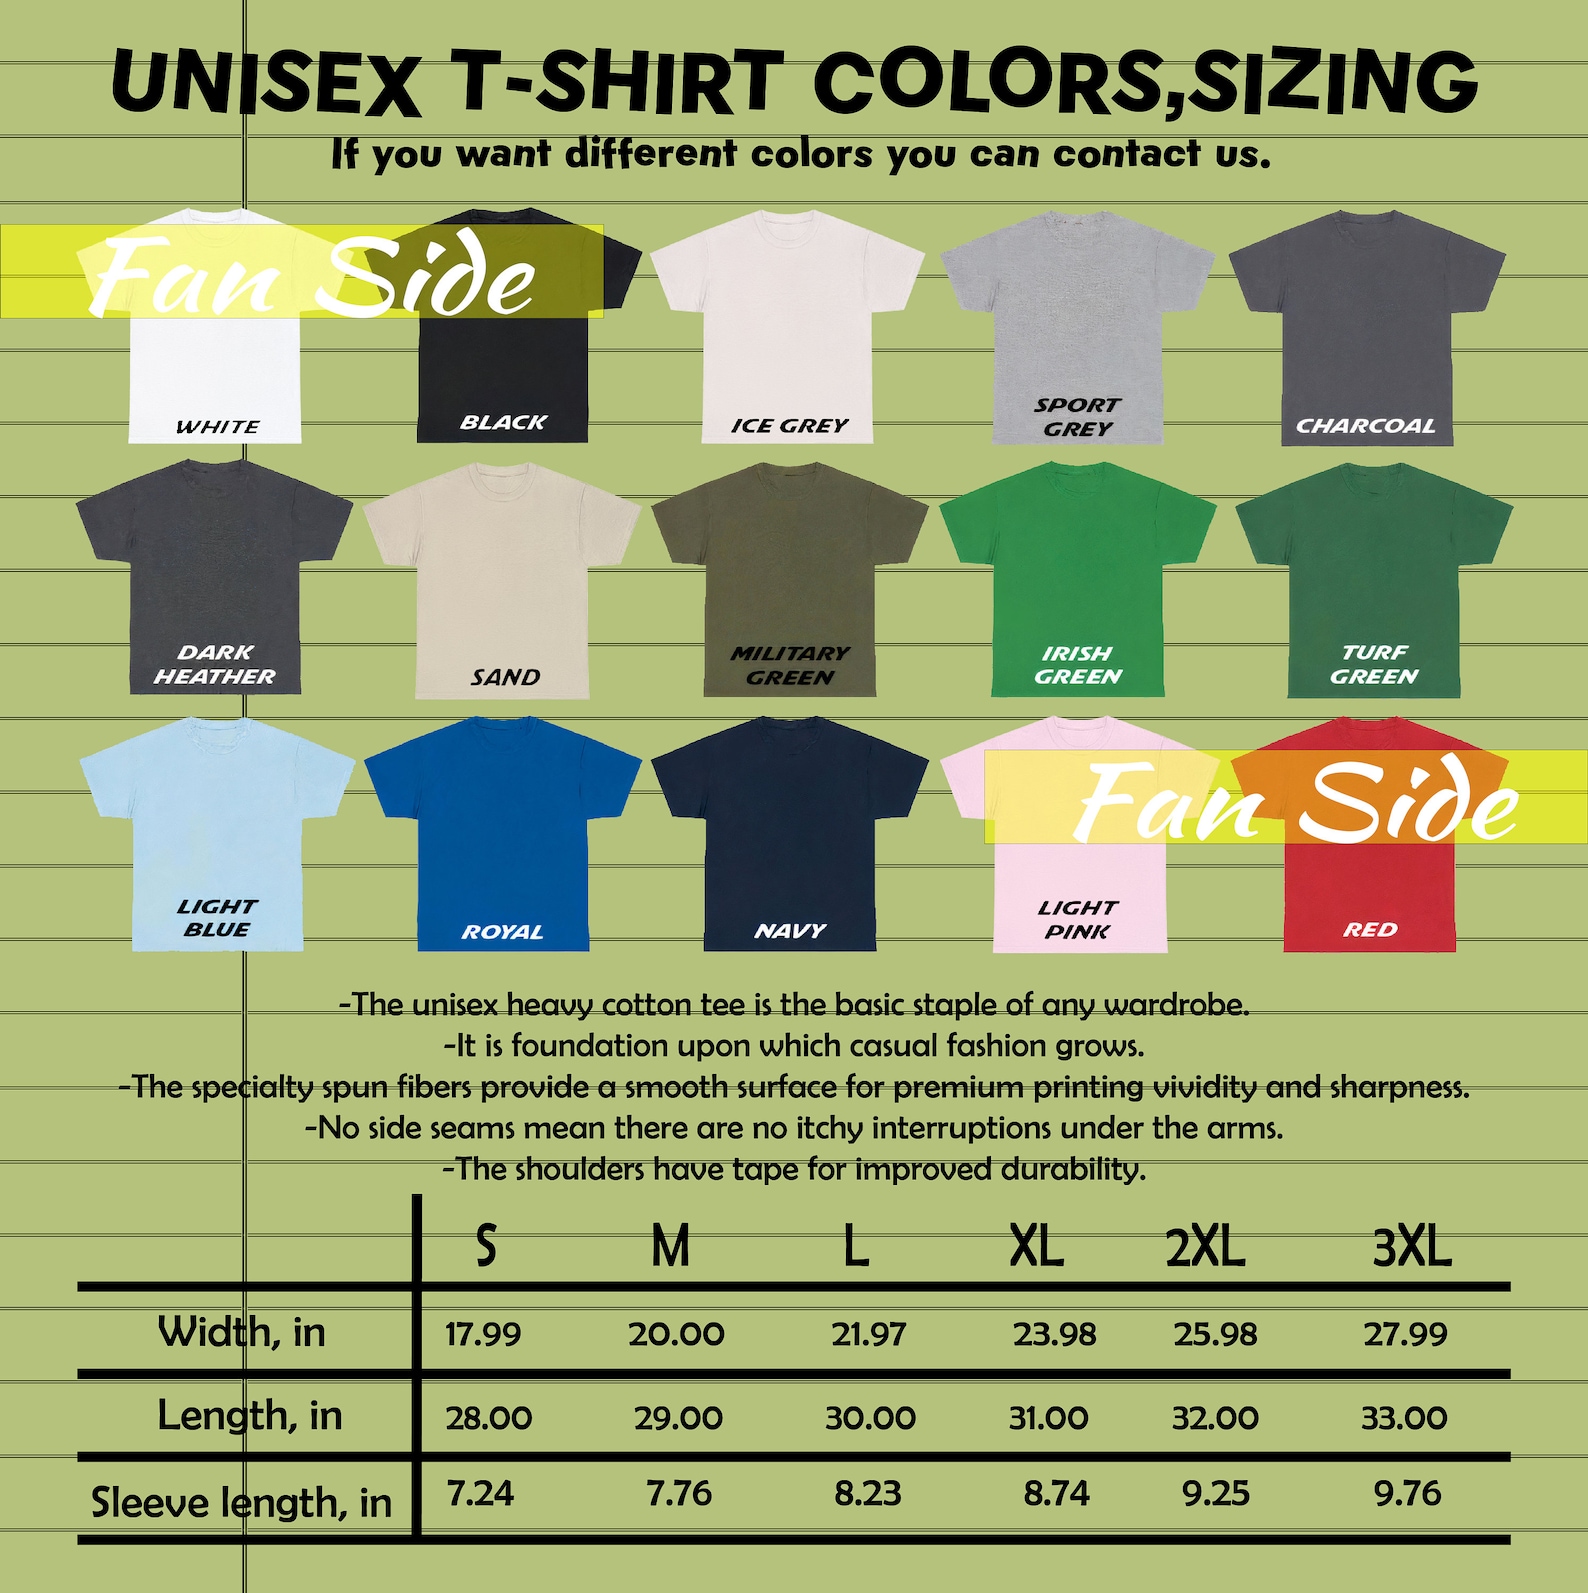 UNISEX T-SHIRT COLORS,SIZING
If you want different colors you can contact us.
Fan Side
WHITE
BLACK
ICE GREY
SPORT
GREY
CHARCOAL
DARK
HEATHER
SAND
MILITARY
GREEN
IRISH
GREEN
TURF
GREEN
Fan Side
LIGHT
BLUE
ROYAL
NAVY
LIGHT
PINK
RED
-The unisex heavy cotton tee is the basic staple of any wardrobe.
-It is foundation upon which casual fashion grows.
-The specialty spun fibers provide a smooth surface for premium printing vividity and sharpness.
-No side seams mean there are no itchy interruptions under the arms.
-The shoulders have tape for improved durability.
S M L XL 2XL 3XL
Width, in 17.99 20.00 21.97 23.98 25.98 27.99
Length, in 28.00 29.00 30.00 31.00 32.00 33.00
Sleeve length, in 7.24 7.76 8.23 8.74 9.25 9.76